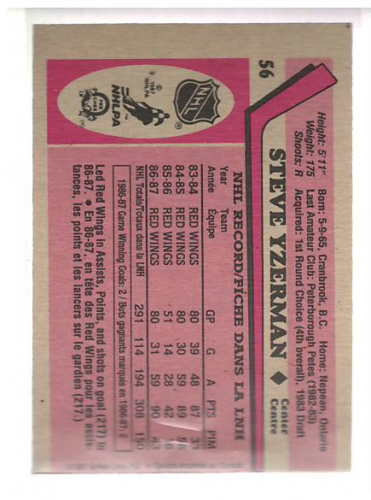 Height: 5'11" Born: 5-9-65, Cranbrook, B.C. Home: Nepean, Ontario
Weight: 175 Last Amateur Club: Peterborough Petes (1982-83)
Shoots: R Acquired: 1st Round Choice (4th overall), 1983 Draft
56 STEVE YZERMAN ♦ Center
Centre
NHL NHL RECORD/FICHE DANS LA LNH
Year Team
Année Équipe GP G A PTS PIM
83-84 RED WINGS 80 39 48 87
84-85 RED WINGS 80 30 59 89
85-86 RED WINGS 51 14 28 42
86-87 RED WINGS 80 31 59 90
NHL Totals/Totaux dans la LNH 291 114 194 308
1986-87 Game Winning Goals: 2 / Buts gagnants marqués en 1986-87: 2
© 1987
NHLPA
NHLPA
Led Red Wings in Assists, Points, and shots on goal (217) in
86-87. • En 86-87, en tête des Red Wings pour les assis-
tances, les points et les lancers sur le gardien (217.)